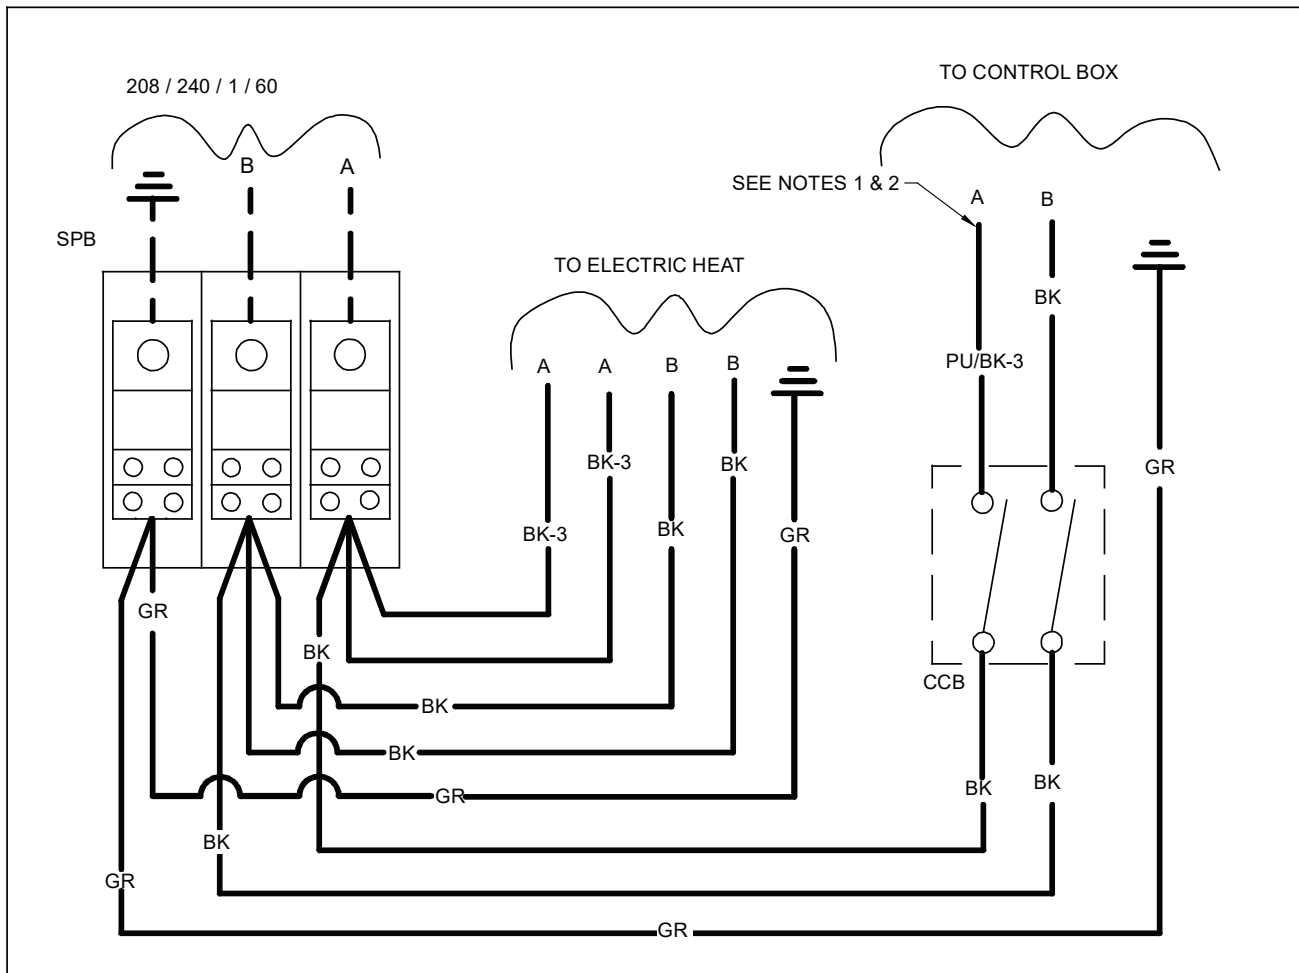 208 / 240 / 1 / 60
TO CONTROL BOX
B
A
SEE NOTES 1 & 2
A
B
SPB
TO ELECTRIC HEAT
BK
A
A
B
B
PU/BK-3
BK-3
BK
GR
BK-3
BK
GR
GR
BK
CCB
BK
BK
BK
BK
GR
BK
GR
GR